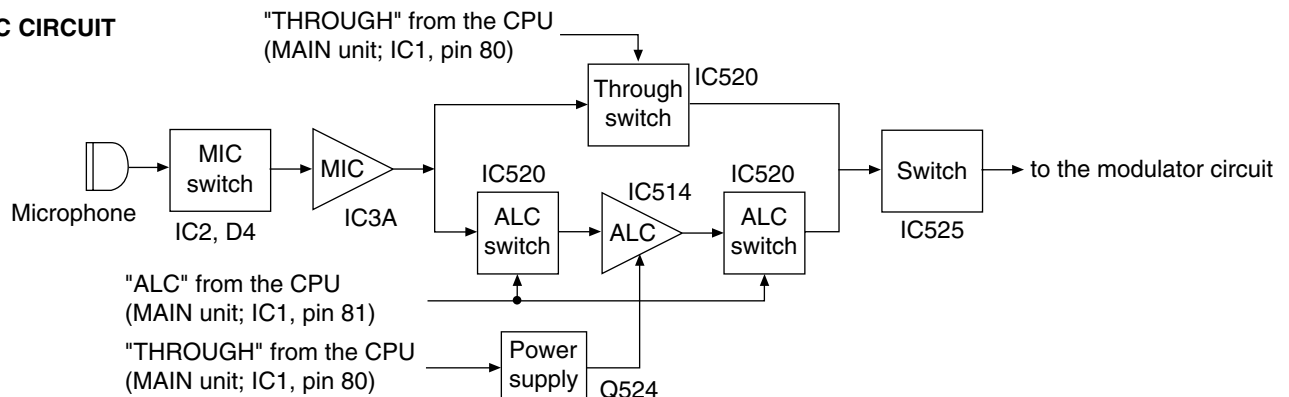 C CIRCUIT
"THROUGH" from the CPU
(MAIN unit; IC1, pin 80)
IC520
Through
switch
MIC
switch
MIC
IC520
IC514
IC520
Switch
to the modulator circuit
Microphone
IC2, D4
IC3A
ALC
switch
ALC
ALC
switch
IC525
"ALC" from the CPU
(MAIN unit; IC1, pin 81)
"THROUGH" from the CPU
(MAIN unit; IC1, pin 80)
Power
supply
Q524